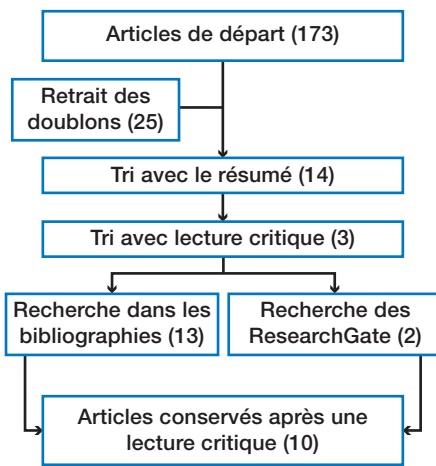 Articles de départ (173)
Retrait des
doublons (25)
Tri avec le résumé (14)
Tri avec lecture critique (3)
Recherche dans les
bibliographies (13)
Recherche des
ResearchGate (2)
Articles conservés après une
lecture critique (10)